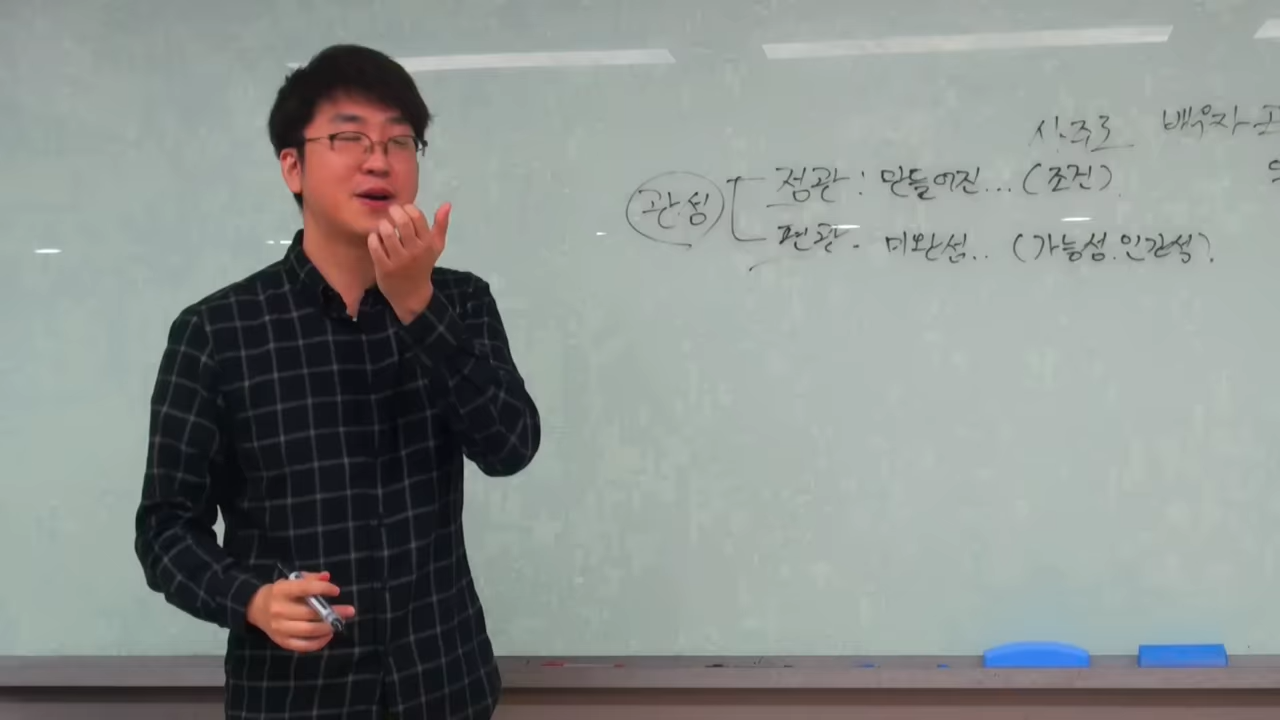 사주로 배우자
관성
정관 : 만들어진... (조건)
편관 . 미완성.. (가능성.인간적)